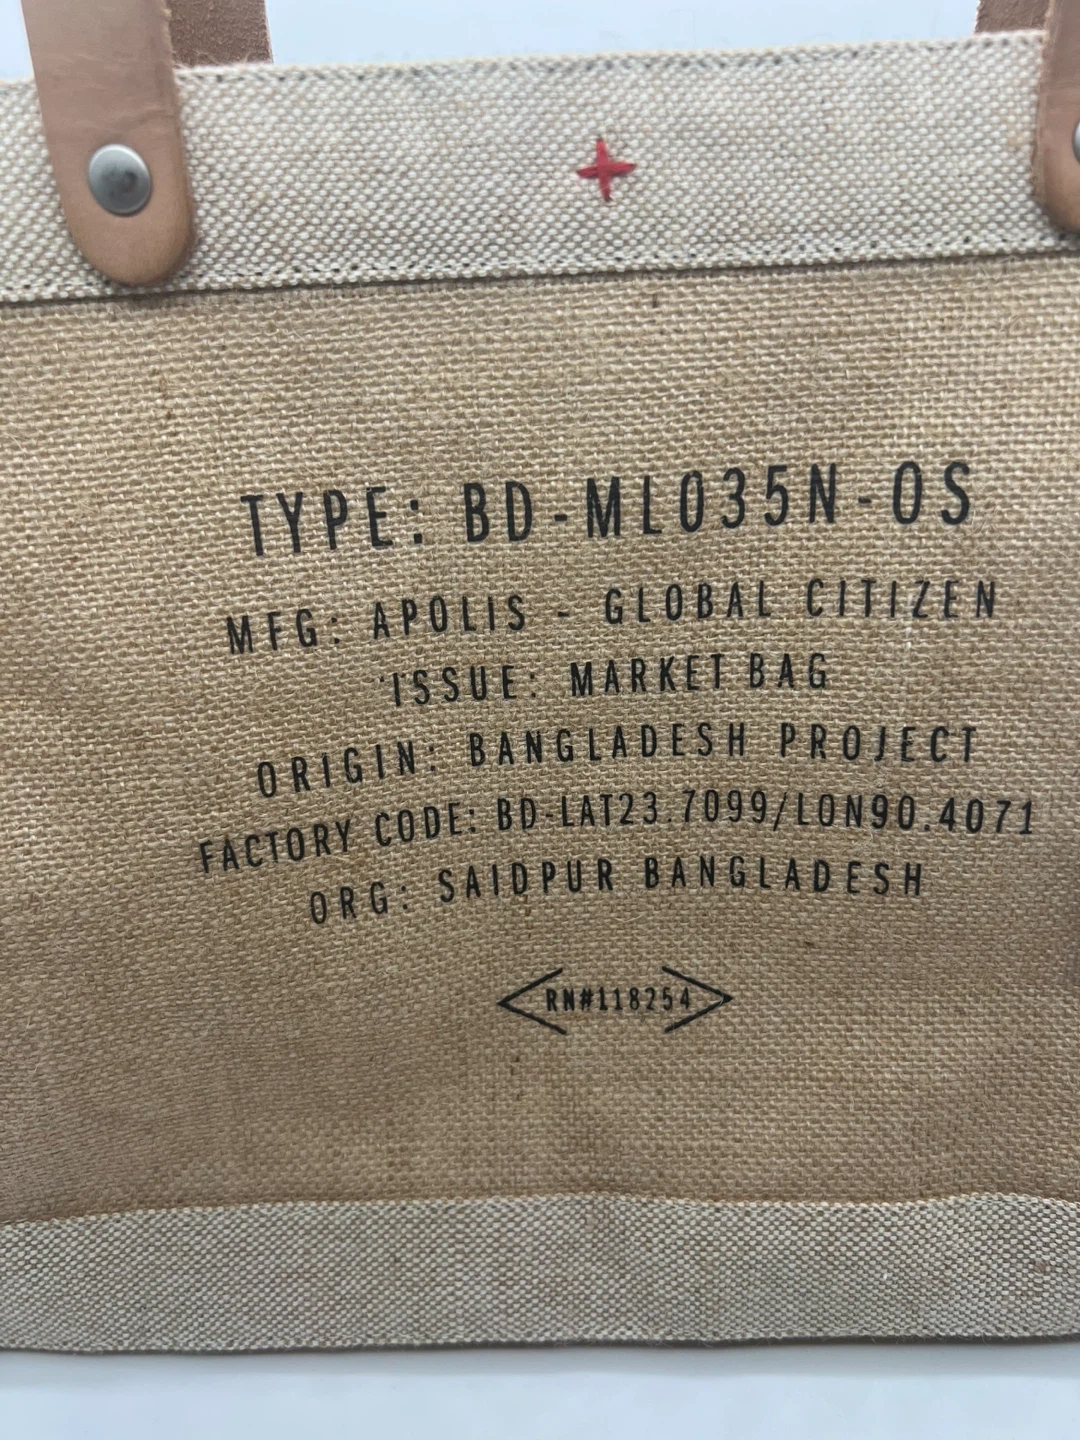 TYPE: BD-ML035N-OS
MFG: APOLIS - GLOBAL CITIZEN
ISSUE: MARKET BAG
ORIGIN: BANGLADESH PROJECT
FACTORY CODE: BD-LAT23.7099/LON90.4071
ORG: SAIDPUR BANGLADESH
RN#118254